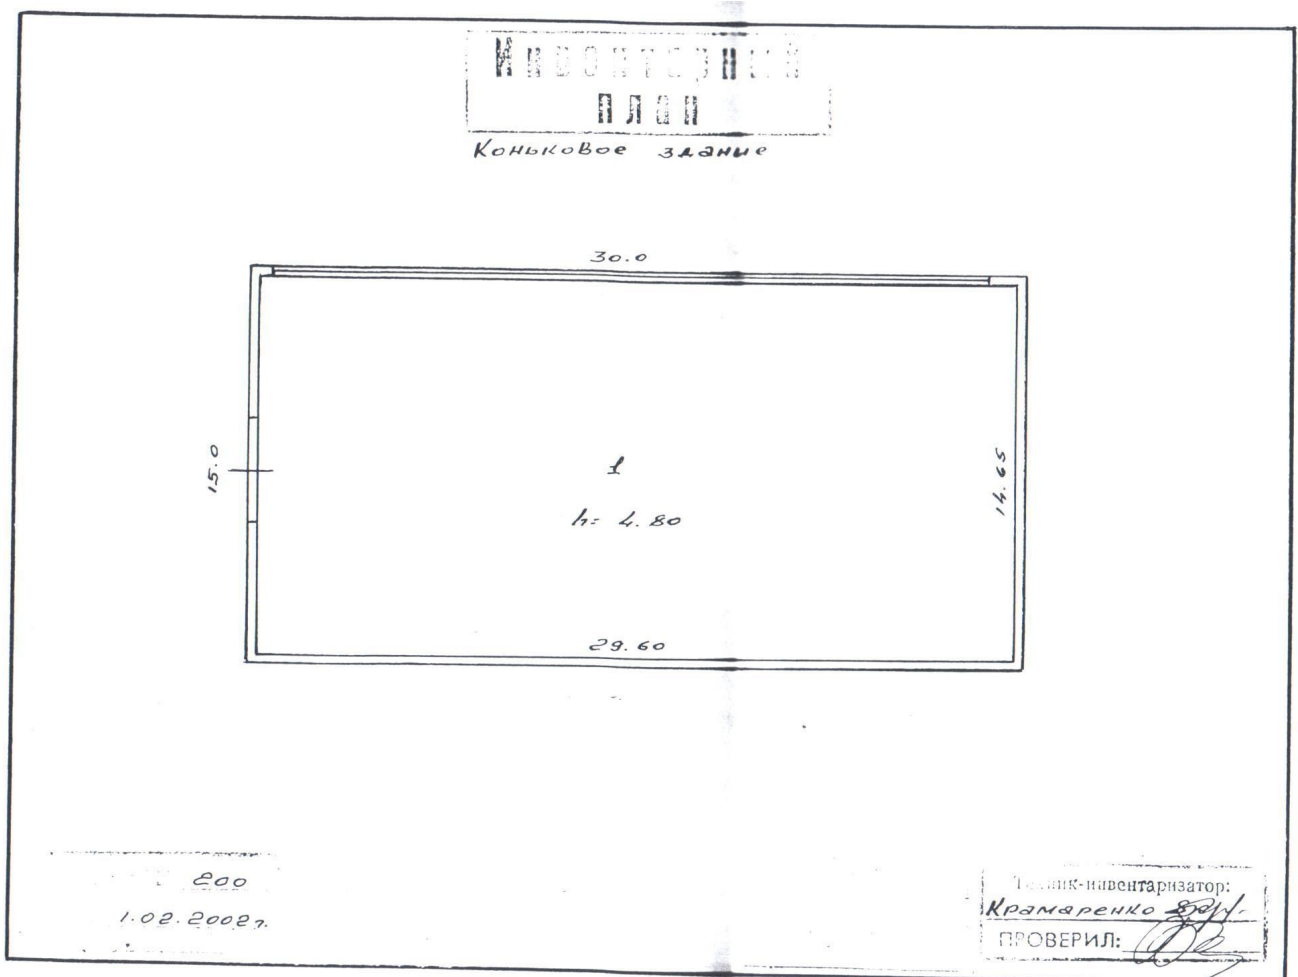 Инвентарный
план
Коньковое здание
30.0
15.0
1
14.65
h= 4.80
29.60
200
1.02.2002г.
Техник-инвентаризатор:
Крамаренко
ПРОВЕРИЛ: